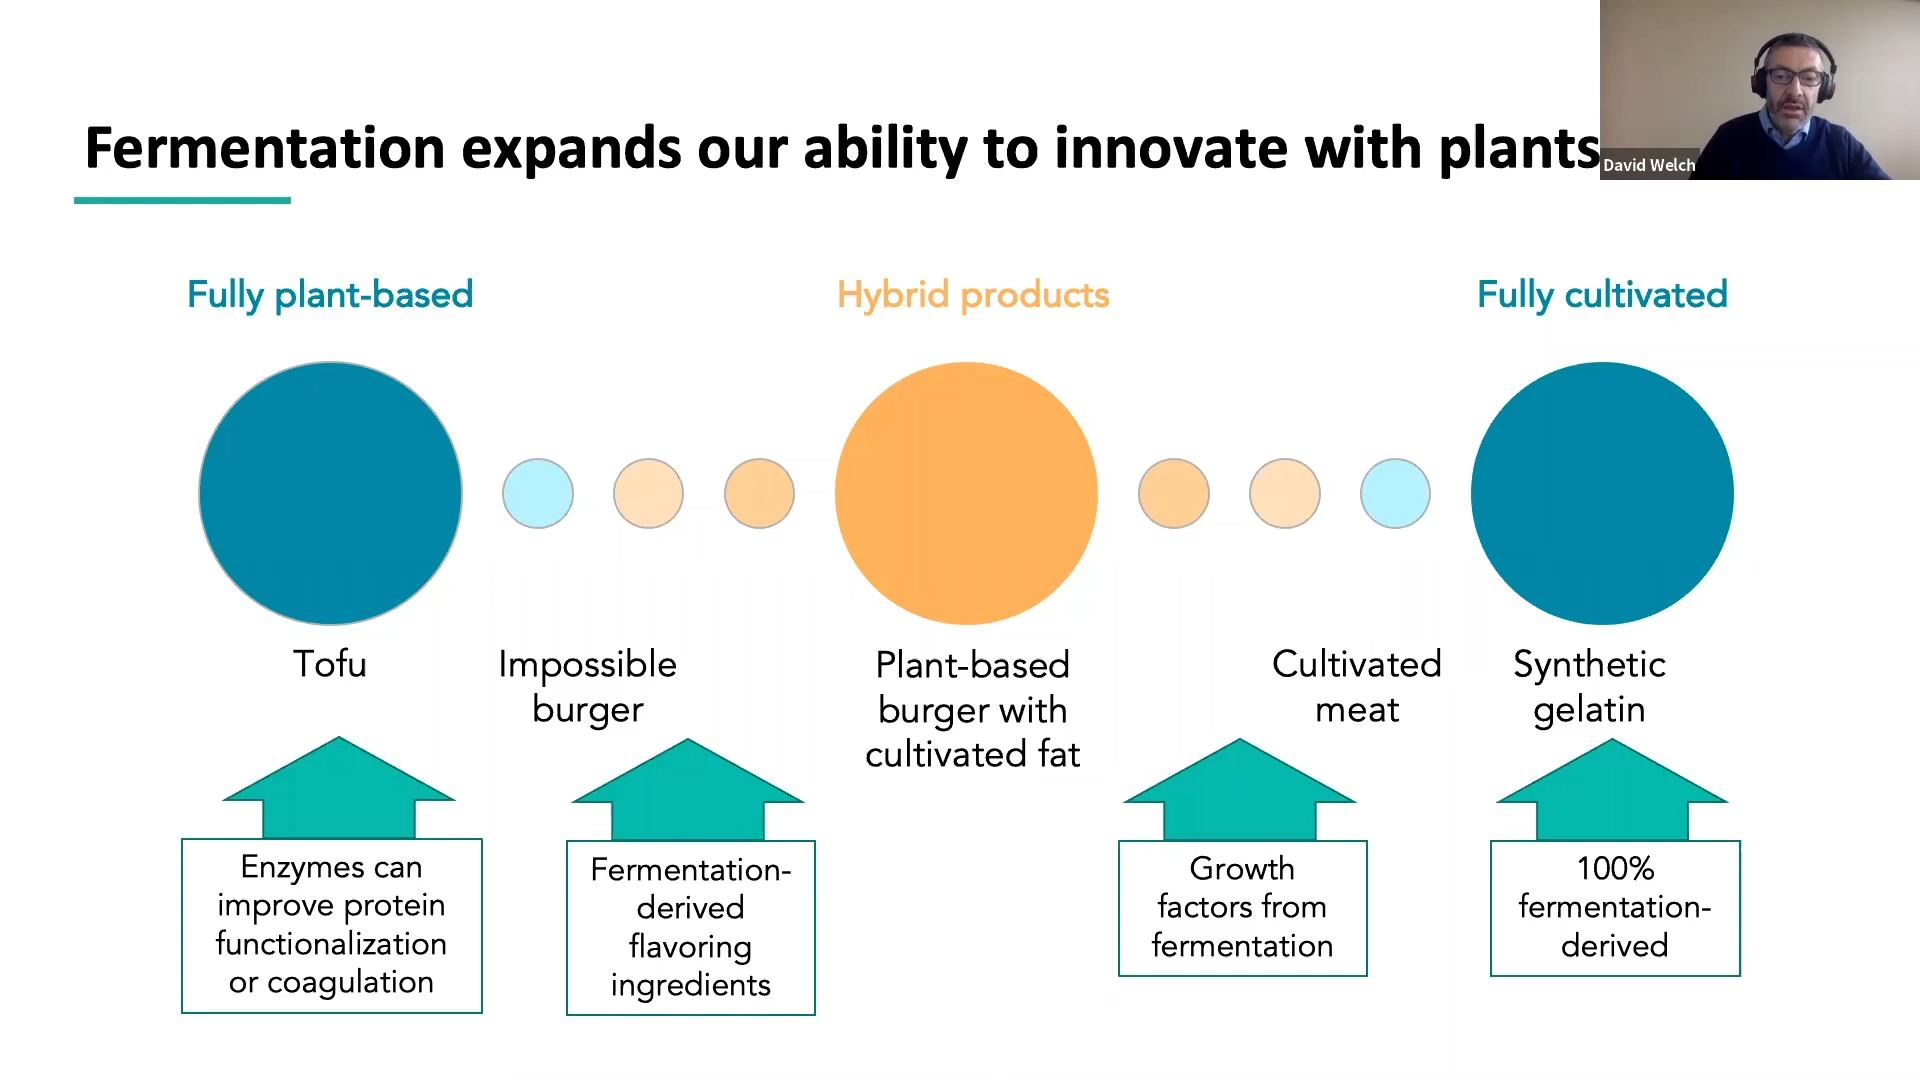 Fermentation expands our ability to innovate with plants
David Welch
Fully plant-based
Hybrid products
Fully cultivated
Tofu
Impossible
burger
Plant-based
burger with
cultivated fat
Cultivated
meat
Synthetic
gelatin
Enzymes can
improve protein
functionalization
or coagulation
Fermentation-
derived
flavoring
ingredients
Growth
factors from
fermentation
100%
fermentation-
derived